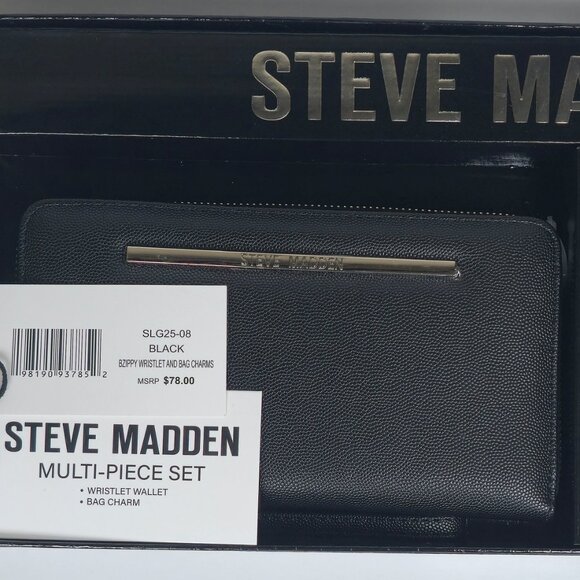 STEVE MA
STEVE MADDEN
SLG25-08
BLACK
BZIPPY WRISTLET AND BAG CHARMS
MSRP $78.00
98190 93785 2
STEVE MADDEN
MULTI-PIECE SET
• WRISTLET WALLET
• BAG CHARM